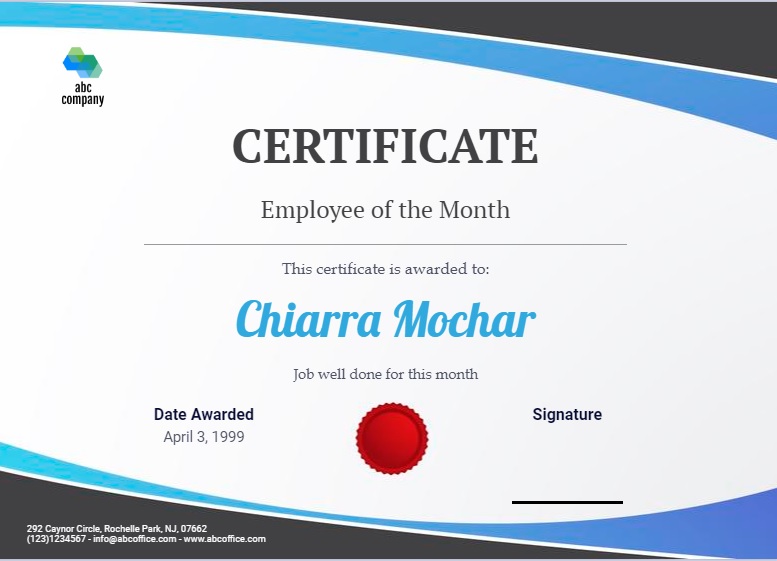 abc
company
CERTIFICATE
Employee of the Month
This certificate is awarded to:
Chiarra Mochar
Job well done for this month
Date Awarded
April 3, 1999
Signature
292 Caynor Circle, Rochelle Park, NJ, 07662
(123)1234567 - info@abcoffice.com - www.abcoffice.com